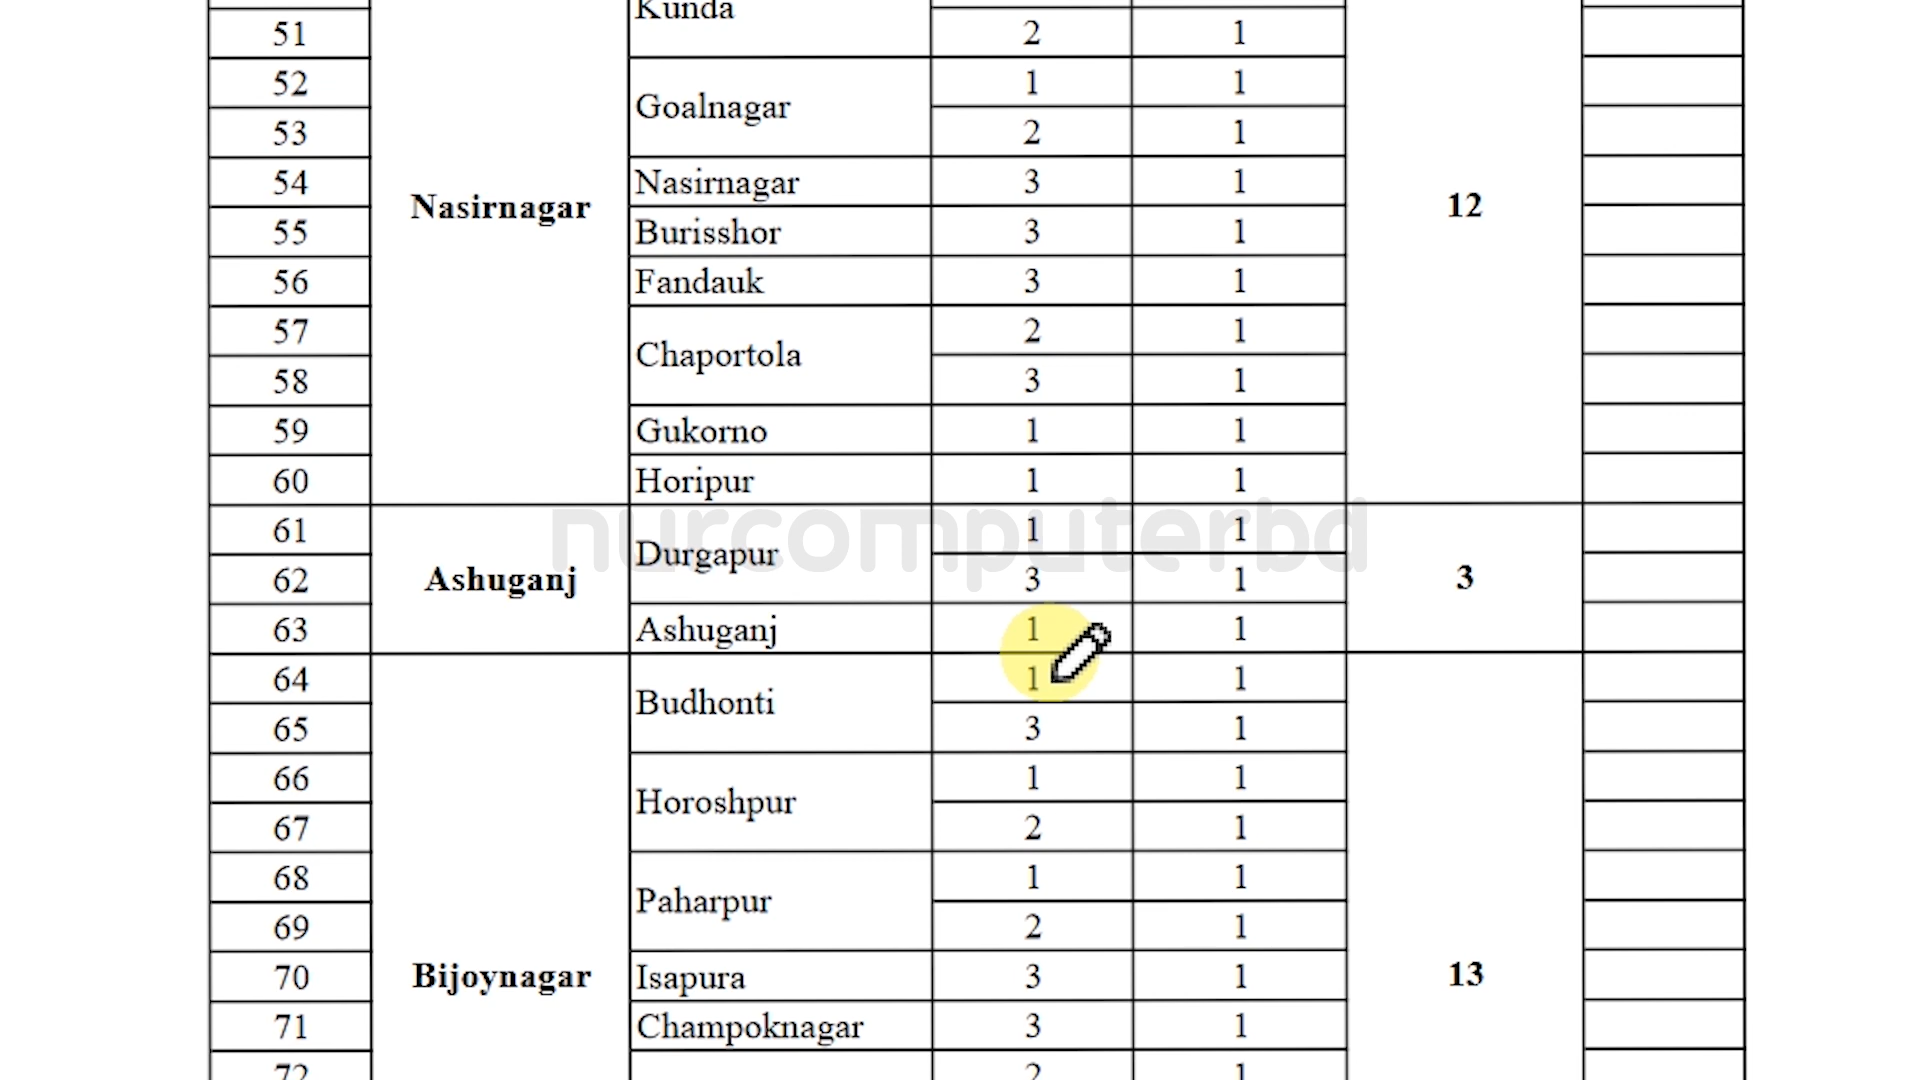 Kunda
51 2 1
52 Goalnagar 1 1
53 2 1
54 Nasirnagar 3 1
Nasirnagar 12
55 Burisshor 3 1
56 Fandauk 3 1
57 Chaportola 2 1
58 3 1
59 Gukorno 1 1
60 Horipur 1 1
61 Durgapur 1 1
nurcomputerbd
62 Ashuganj 3 1 3
63 Ashuganj 1 1
64 Budhonti 1 1
65 3 1
66 Horoshpur 1 1
67 2 1
68 Paharpur 1 1
69 2 1
70 Bijoynagar Isapura 3 1 13
71 Champoknagar 3 1
72 2 1